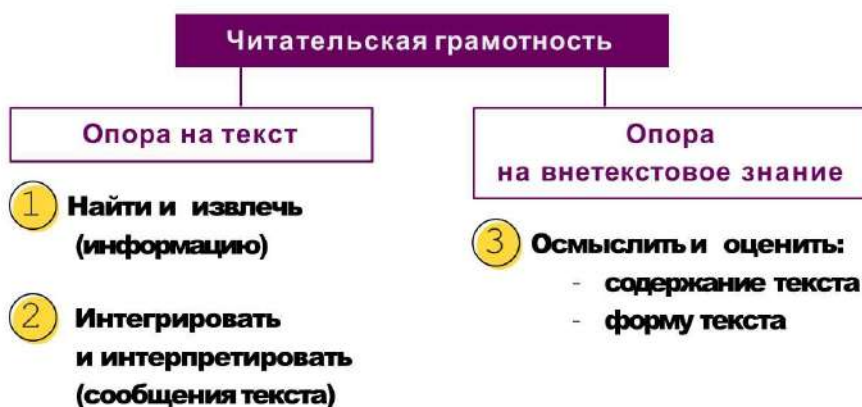 Читательская грамотность
Опора на текст
1 Найти и извлечь
(информацию)
2 Интегрировать
и интерпретировать
(сообщения текста)
Опора
на внетекстовое знание
3 Осмыслить и оценить:
- содержание текста
- форму текста